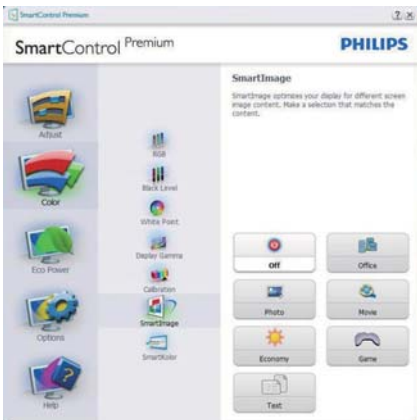 SmartControl Premium
SmartControl Premium
PHILIPS
Adjust
Color
Eco Power
Options
Help
RGB
Black Level
White Point
Display Gamma
Calibration
SmartImage
SmartKolor
SmartImage
SmartImage optimizes your display for different screen
image content. Make a selection that matches the
content.
Off
Office
Photo
Movie
Economy
Game
Text